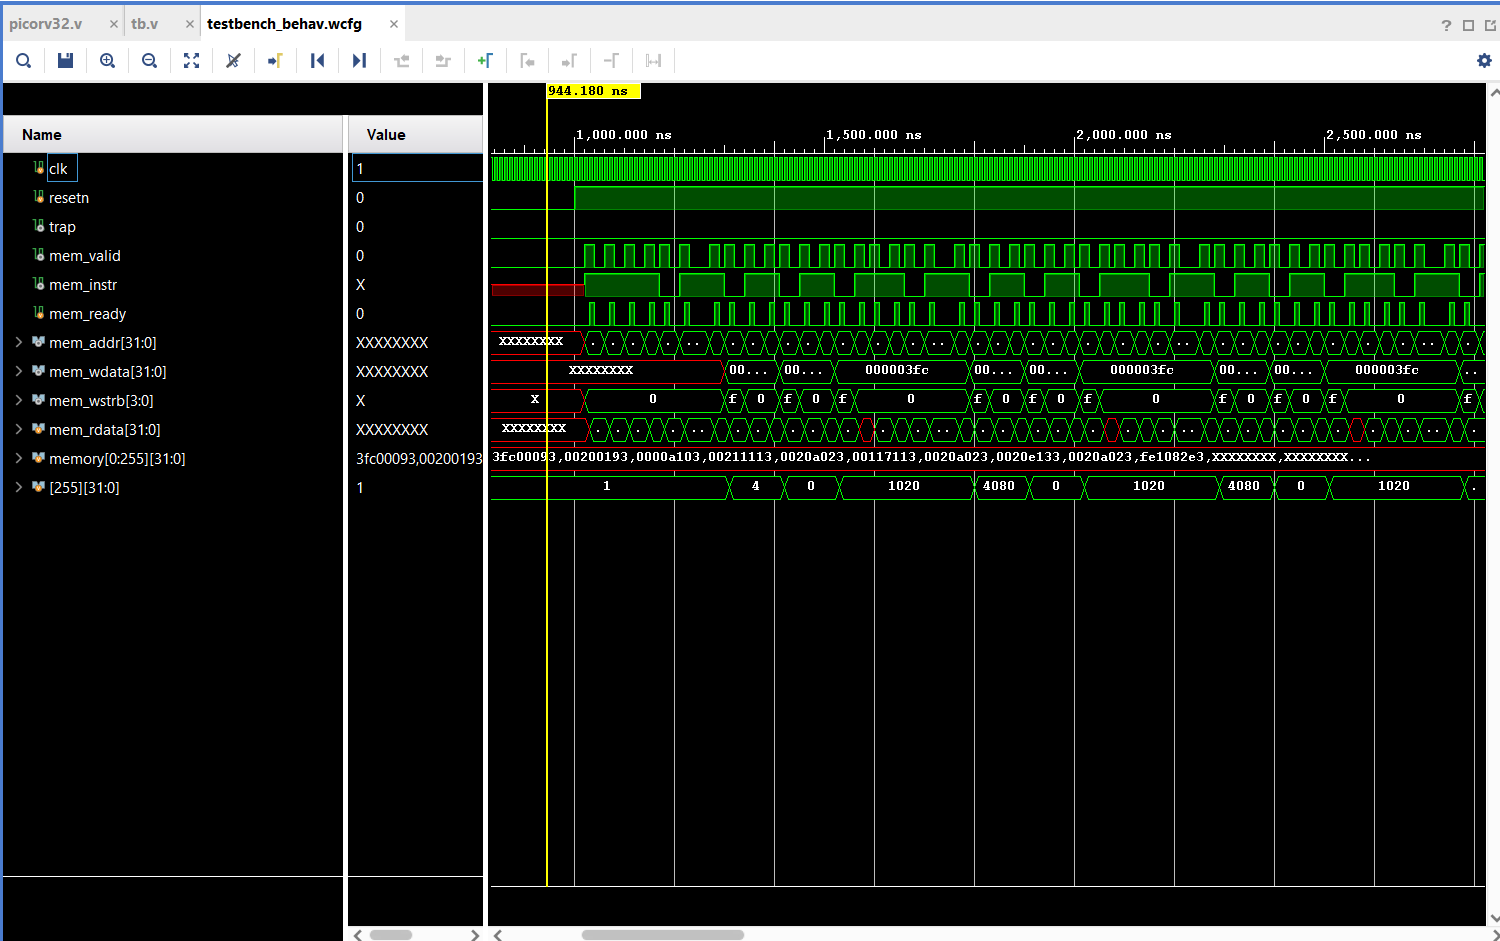 picorv32.v × tb.v × testbench_behav.wcfg ×
?
944.180 ns
Name Value
1,000.000 ns 1,500.000 ns 2,000.000 ns 2,500.000 ns
clk 1
resetn 0
trap 0
mem_valid 0
mem_instr X
mem_ready 0
mem_addr[31:0] XXXXXXXX XXXXXXXX
mem_wdata[31:0] XXXXXXXX XXXXXXXX 00... 00... 000003fc 00... 00... 000003fc 00... 00... 000003fc ..
mem_wstrb[3:0] X X 0 f 0 f 0 f 0 f 0 f 0 f 0 f 0 f 0 f 0 f
mem_rdata[31:0] XXXXXXXX XXXXXXXX
memory[0:255][31:0] 3fc00093,00200193 3fc00093,00200193,0000a103,00211113,0020a023,00117113,0020a023,0020e133,0020a023,fe1082e3,XXXXXXXX,XXXXXXXX...
[255][31:0] 1 1 4 0 1020 4080 0 1020 4080 0 1020 .